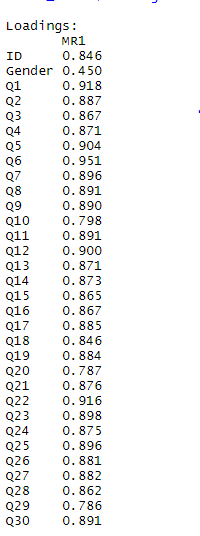 Loadings:
MR1
ID 0.846
Gender 0.450
Q1 0.918
Q2 0.887
Q3 0.867
Q4 0.871
Q5 0.904
Q6 0.951
Q7 0.896
Q8 0.891
Q9 0.890
Q10 0.798
Q11 0.891
Q12 0.900
Q13 0.871
Q14 0.873
Q15 0.865
Q16 0.867
Q17 0.885
Q18 0.846
Q19 0.884
Q20 0.787
Q21 0.876
Q22 0.916
Q23 0.898
Q24 0.875
Q25 0.896
Q26 0.881
Q27 0.882
Q28 0.862
Q29 0.786
Q30 0.891